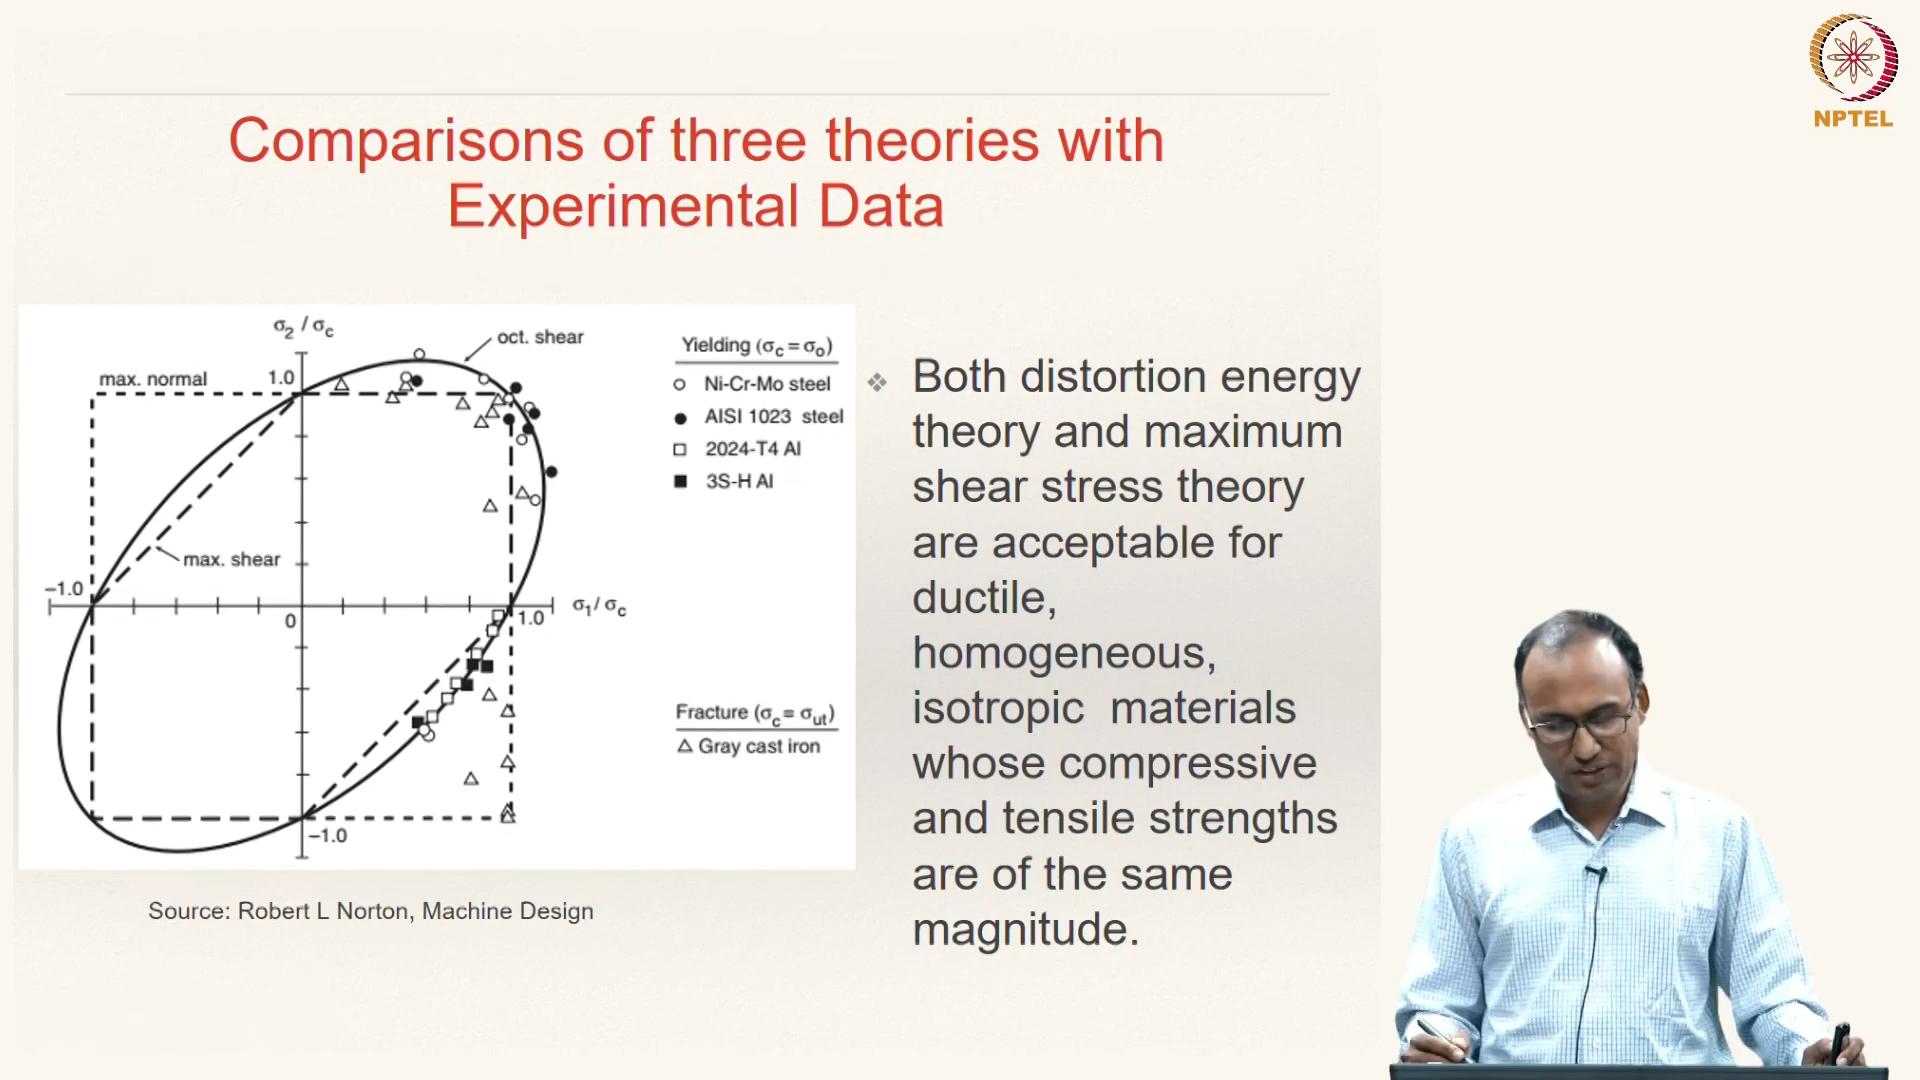 NPTEL
Comparisons of three theories with
Experimental Data
σ2 / σc
oct. shear
max. normal
1.0
max. shear
−1.0
0
1.0
σ1/ σc
−1.0
Yielding (σc = σo)
Ni-Cr-Mo steel
AISI 1023 steel
2024-T4 Al
3S-H Al
Fracture (σc = σut)
Gray cast iron
Source: Robert L Norton, Machine Design
❖ Both distortion energy
theory and maximum
shear stress theory
are acceptable for
ductile,
homogeneous,
isotropic materials
whose compressive
and tensile strengths
are of the same
magnitude.